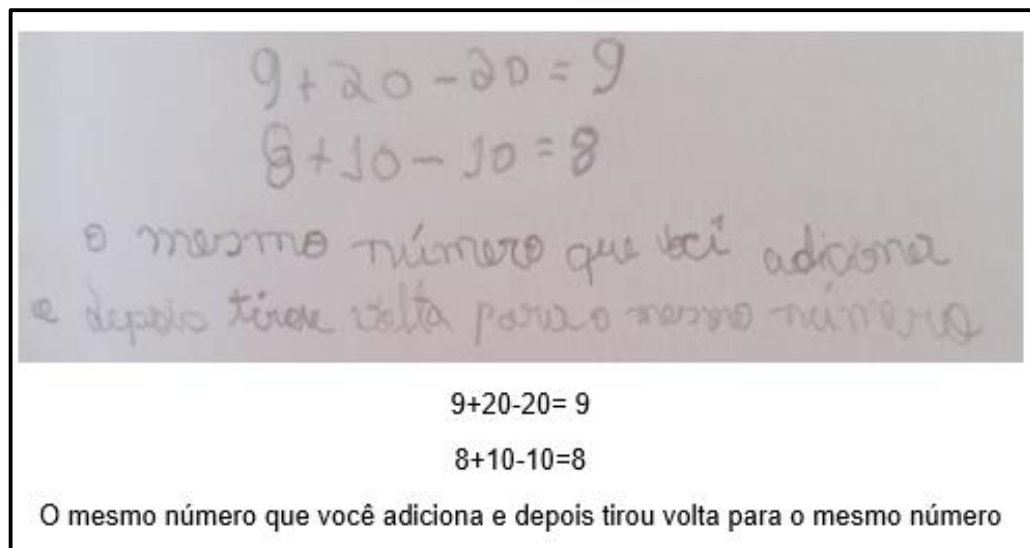 9+20-20=9
8+10-10=8
o mesmo número que você adiciona
e depois tirou volta para o mesmo número
9+20-20= 9
8+10-10=8
O mesmo número que você adiciona e depois tirou volta para o mesmo número